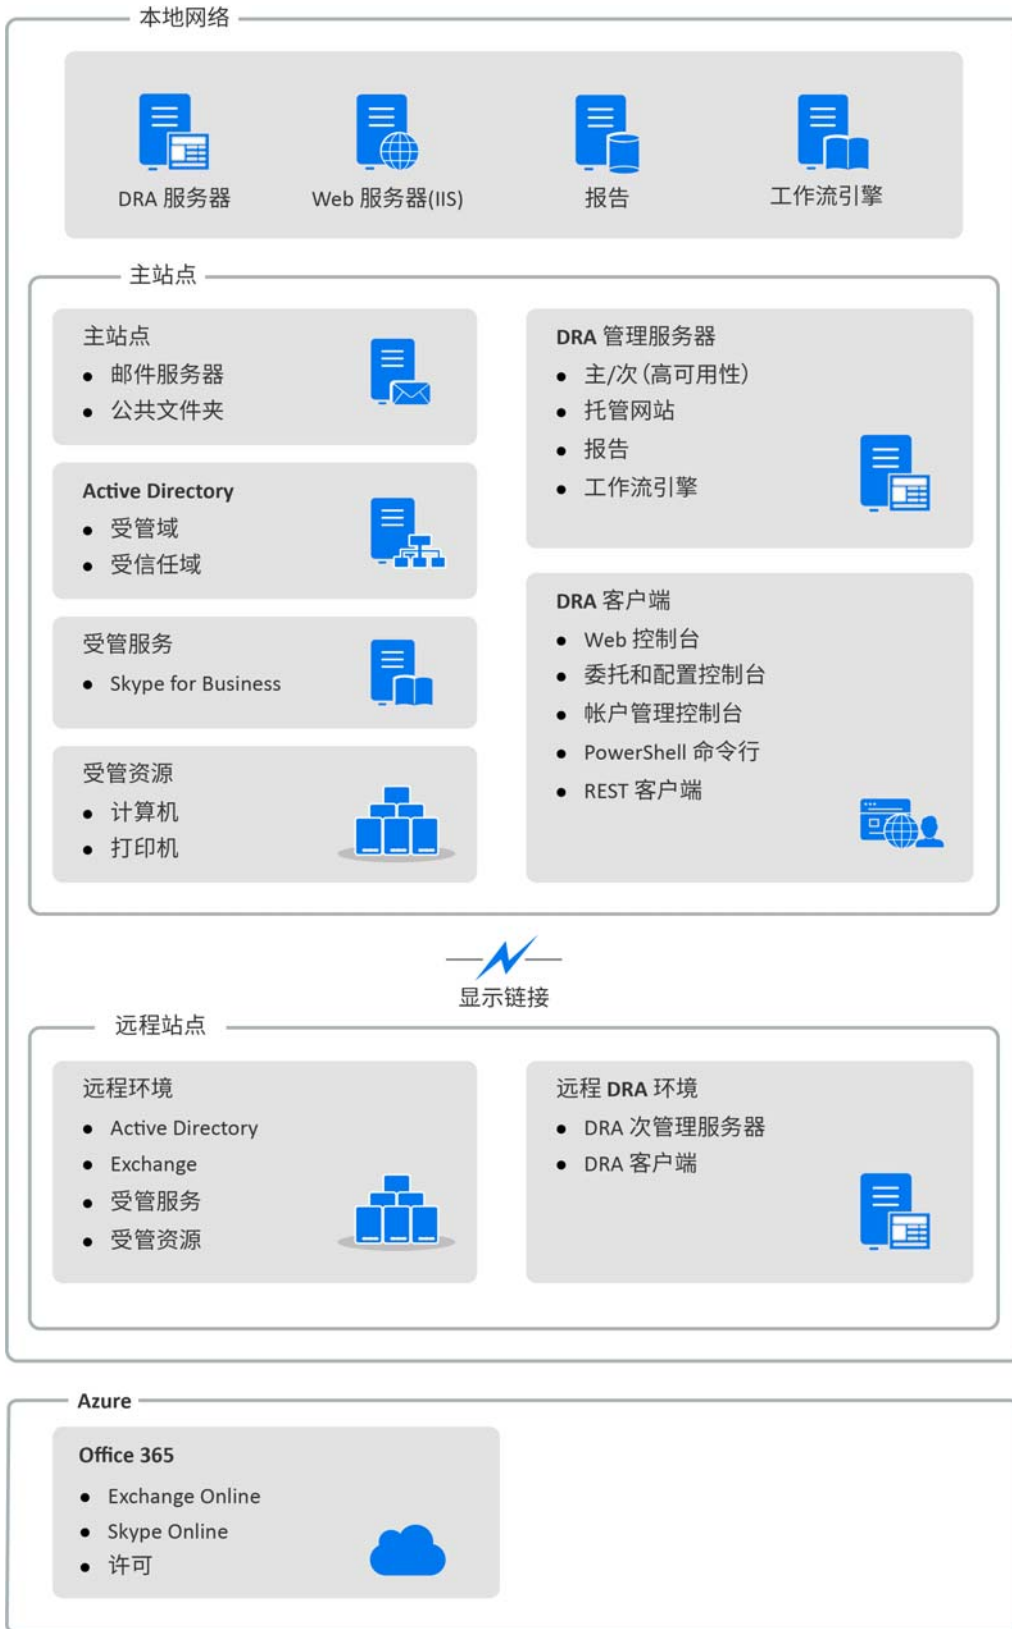 本地网络
DRA 服务器
Web 服务器(IIS)
报告
工作流引擎
主站点
主站点
● 邮件服务器
● 公共文件夹
Active Directory
● 受管域
● 受信任域
受管服务
● Skype for Business
受管资源
● 计算机
● 打印机
DRA 管理服务器
● 主/次（高可用性）
● 托管网站
● 报告
● 工作流引擎
DRA 客户端
● Web 控制台
● 委托和配置控制台
● 帐户管理控制台
● PowerShell 命令行
● REST 客户端
显示链接
远程站点
远程环境
● Active Directory
● Exchange
● 受管服务
● 受管资源
远程 DRA 环境
● DRA 次管理服务器
● DRA 客户端
Azure
Office 365
● Exchange Online
● Skype Online
● 许可